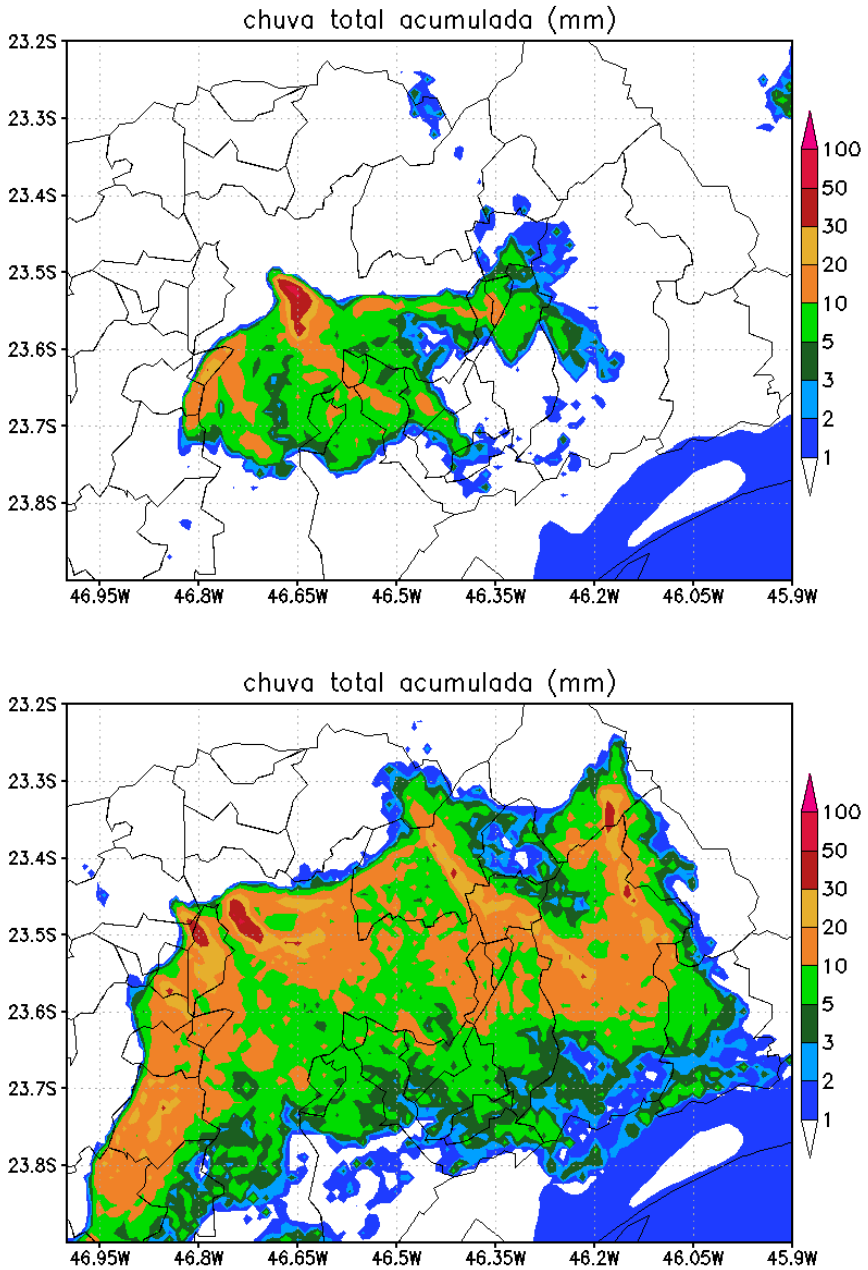 chuva total acumulada (mm)
23.2S
23.3S
23.4S
23.5S
23.6S
23.7S
23.8S
46.95W 46.8W 46.65W 46.5W 46.35W 46.2W 46.05W 45.9W
100
50
30
20
10
5
3
2
1
chuva total acumulada (mm)
23.2S
23.3S
23.4S
23.5S
23.6S
23.7S
23.8S
46.95W 46.8W 46.65W 46.5W 46.35W 46.2W 46.05W 45.9W
100
50
30
20
10
5
3
2
1